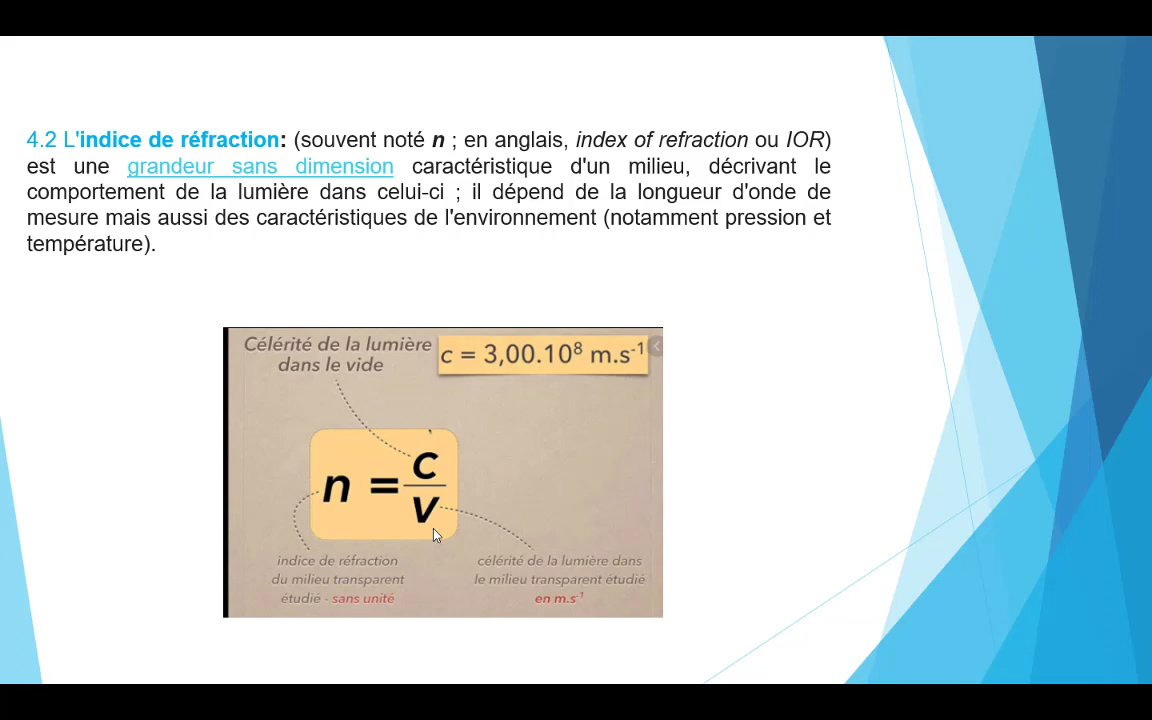 4.2 L'indice de réfraction: (souvent noté n ; en anglais, index of refraction ou IOR)
est une grandeur sans dimension caractéristique d'un milieu, décrivant le
comportement de la lumière dans celui-ci ; il dépend de la longueur d'onde de
mesure mais aussi des caractéristiques de l'environnement (notamment pression et
température).
Célérité de la lumière
dans le vide
c = 3,00.10⁸ m.s⁻¹
n = c
v
indice de réfraction
du milieu transparent
étudié - sans unité
célérité de la lumière dans
le milieu transparent étudié
en m.s⁻¹